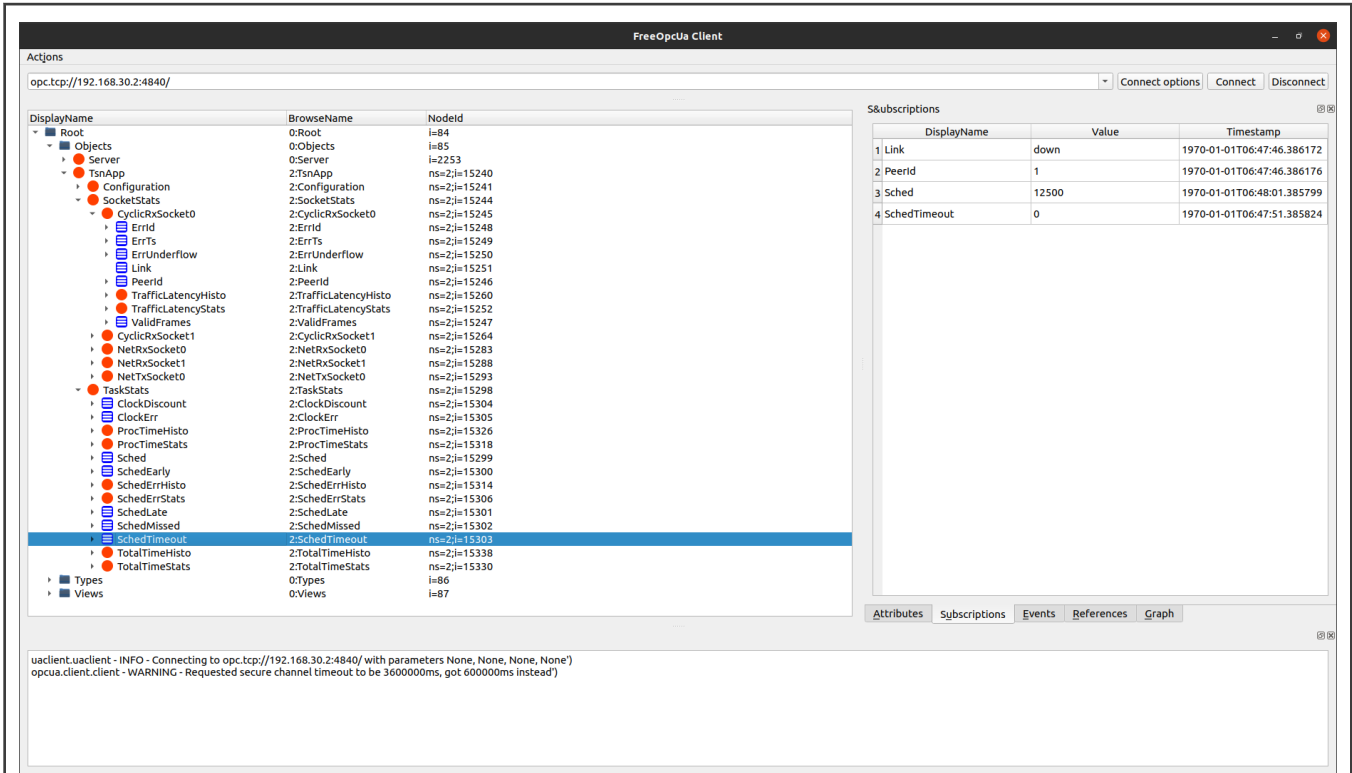 FreeOpcUa Client
Actions
opc.tcp://192.168.30.2:4840/
Connect options Connect Disconnect
DisplayName BrowseName NodeId
Root 0:Root i=84
Objects 0:Objects i=85
Server 0:Server i=2253
TsnApp 2:TsnApp ns=2;i=15240
Configuration 2:Configuration ns=2;i=15241
SocketStats 2:SocketStats ns=2;i=15244
CyclicRxSocket0 2:CyclicRxSocket0 ns=2;i=15245
ErrId 2:ErrId ns=2;i=15248
ErrTs 2:ErrTs ns=2;i=15249
ErrUnderflow 2:ErrUnderflow ns=2;i=15250
Link 2:Link ns=2;i=15251
PeerId 2:PeerId ns=2;i=15246
TrafficLatencyHisto 2:TrafficLatencyHisto ns=2;i=15260
TrafficLatencyStats 2:TrafficLatencyStats ns=2;i=15252
ValidFrames 2:ValidFrames ns=2;i=15247
CyclicRxSocket1 2:CyclicRxSocket1 ns=2;i=15264
NetRxSocket0 2:NetRxSocket0 ns=2;i=15283
NetRxSocket1 2:NetRxSocket1 ns=2;i=15288
NetTxSocket0 2:NetTxSocket0 ns=2;i=15293
TaskStats 2:TaskStats ns=2;i=15298
ClockDiscount 2:ClockDiscount ns=2;i=15304
ClockErr 2:ClockErr ns=2;i=15305
ProcTimeHisto 2:ProcTimeHisto ns=2;i=15326
ProcTimeStats 2:ProcTimeStats ns=2;i=15318
Sched 2:Sched ns=2;i=15299
SchedEarly 2:SchedEarly ns=2;i=15300
SchedErrHisto 2:SchedErrHisto ns=2;i=15314
SchedErrStats 2:SchedErrStats ns=2;i=15306
SchedLate 2:SchedLate ns=2;i=15301
SchedMissed 2:SchedMissed ns=2;i=15302
SchedTimeout 2:SchedTimeout ns=2;i=15303
TotalTimeHisto 2:TotalTimeHisto ns=2;i=15338
TotalTimeStats 2:TotalTimeStats ns=2;i=15330
Types 0:Types i=86
Views 0:Views i=87
S&ubscriptions
DisplayName Value Timestamp
1 Link down 1970-01-01T06:47:46.386172
2 PeerId 1 1970-01-01T06:47:46.386176
3 Sched 12500 1970-01-01T06:48:01.385799
4 SchedTimeout 0 1970-01-01T06:47:51.385824
Attributes Subscriptions Events References Graph
uaclient.uaclient - INFO - Connecting to opc.tcp://192.168.30.2:4840/ with parameters None, None, None, None')
opcua.client.client - WARNING - Requested secure channel timeout to be 3600000ms, got 600000ms instead')